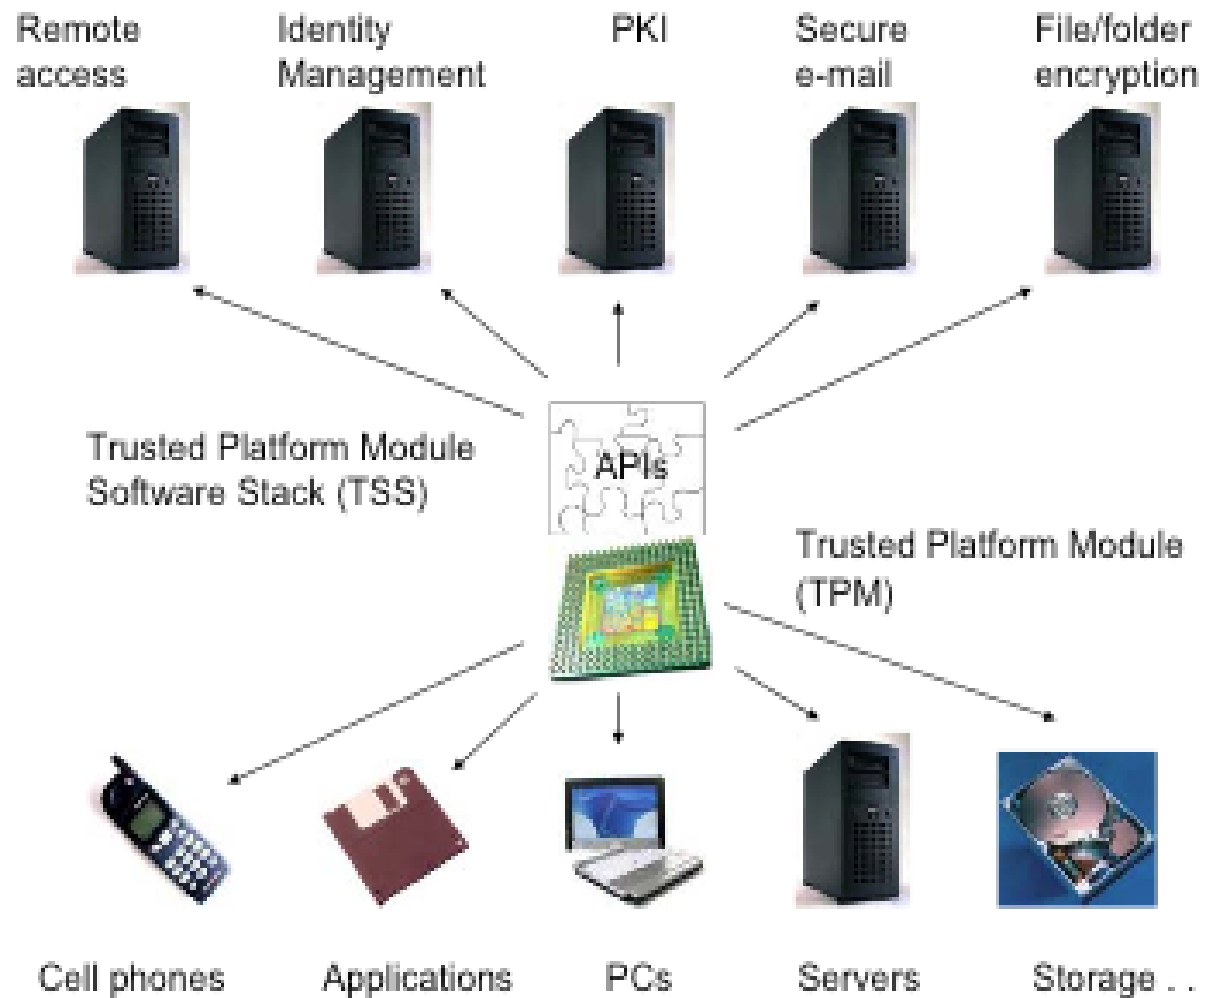 Remote
access
Identity
Management
PKI
Secure
e-mail
File/folder
encryption
Trusted Platform Module
Software Stack (TSS)
APIs
Trusted Platform Module
(TPM)
Cell phones
Applications
PCs
Servers
Storage . .